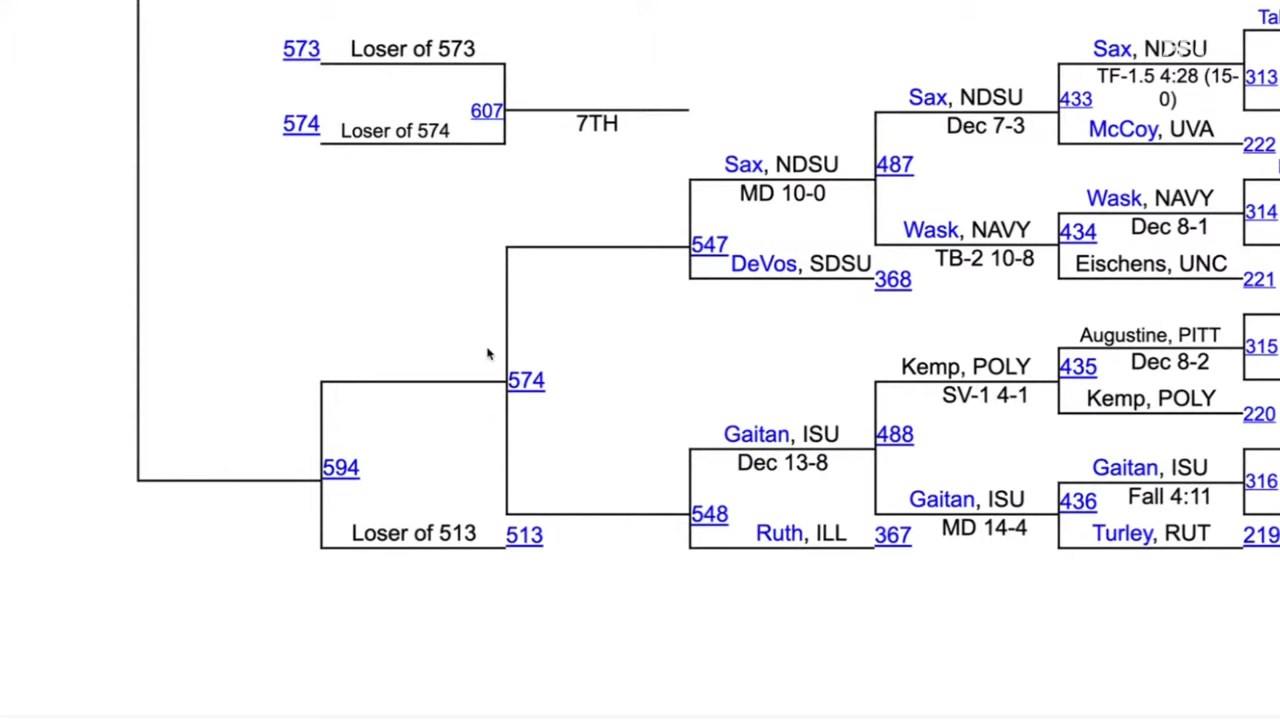 573 Loser of 573
574 Loser of 574
607
7TH
Sax, NDSU
MD 10-0
547
DeVos, SDSU
368
Sax, NDSU
Dec 7-3
487
Wask, NAVY
TB-2 10-8
Sax, NDSU
TF-1.5 4:28 (15-
0)
433
McCoy, UVA
313
222
Wask, NAVY
Dec 8-1
434
Eischens, UNC
314
221
574
Augustine, PITT
Dec 8-2
435
Kemp, POLY
315
220
Kemp, POLY
SV-1 4-1
488
Gaitan, ISU
MD 14-4
Gaitan, ISU
Dec 13-8
548
Ruth, ILL
367
Gaitan, ISU
Fall 4:11
436
Turley, RUT
316
219
594
Loser of 513
513